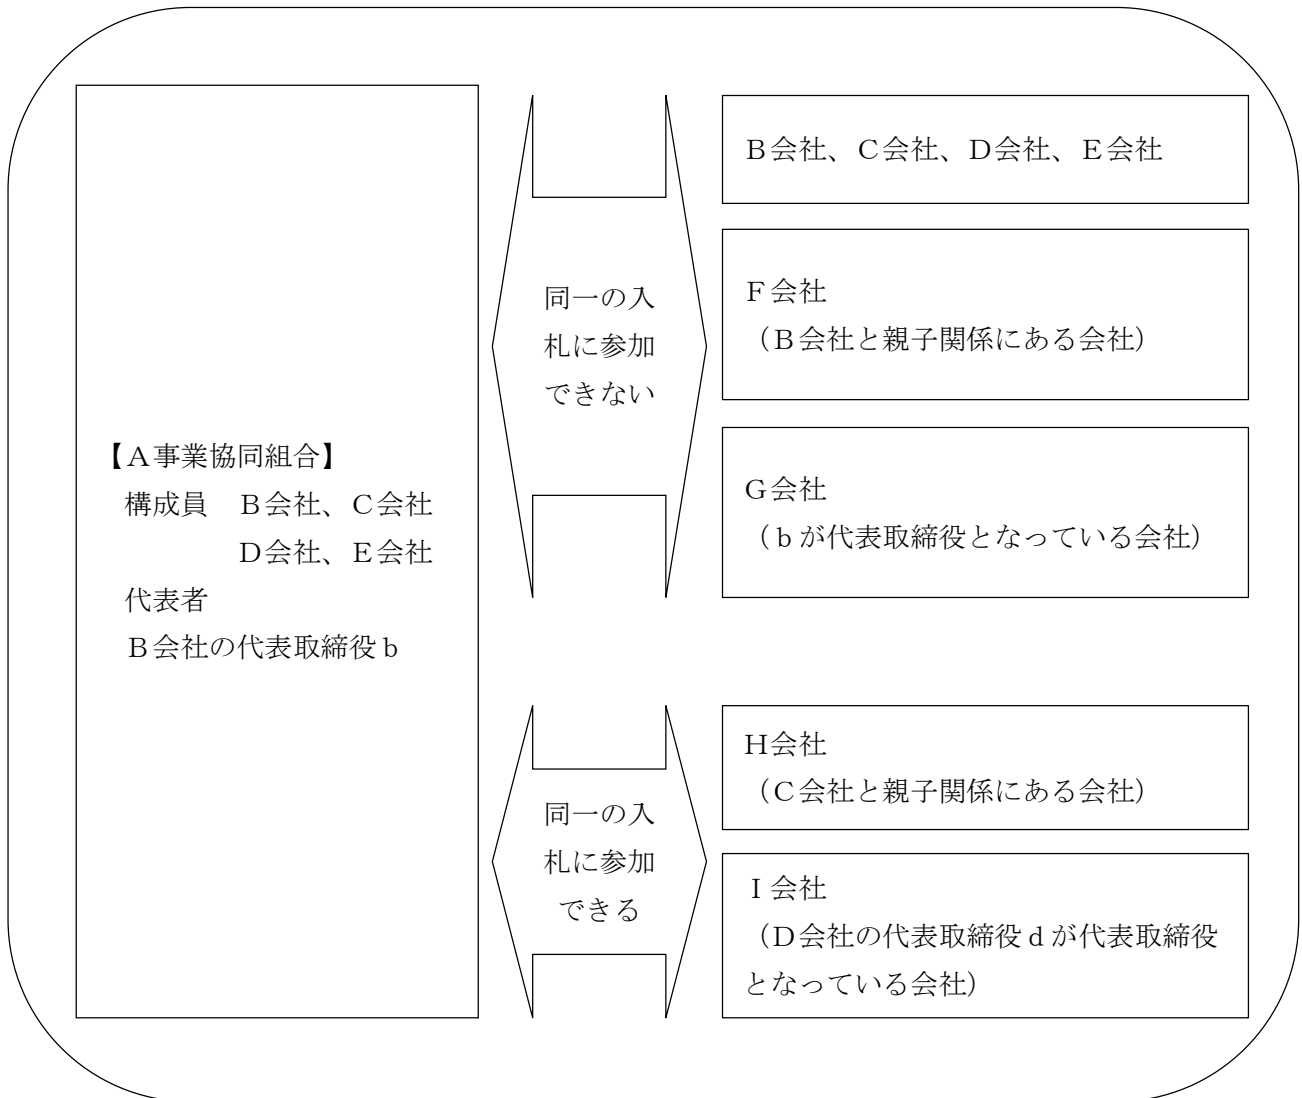 【Ａ事業協同組合】
構成員　Ｂ会社、Ｃ会社
Ｄ会社、Ｅ会社
代表者
Ｂ会社の代表取締役ｂ
同一の入
札に参加
できない
Ｂ会社、Ｃ会社、Ｄ会社、Ｅ会社
Ｆ会社
（Ｂ会社と親子関係にある会社）
Ｇ会社
（ｂが代表取締役となっている会社）
同一の入
札に参加
できる
Ｈ会社
（Ｃ会社と親子関係にある会社）
Ｉ会社
（Ｄ会社の代表取締役ｄが代表取締役
となっている会社）